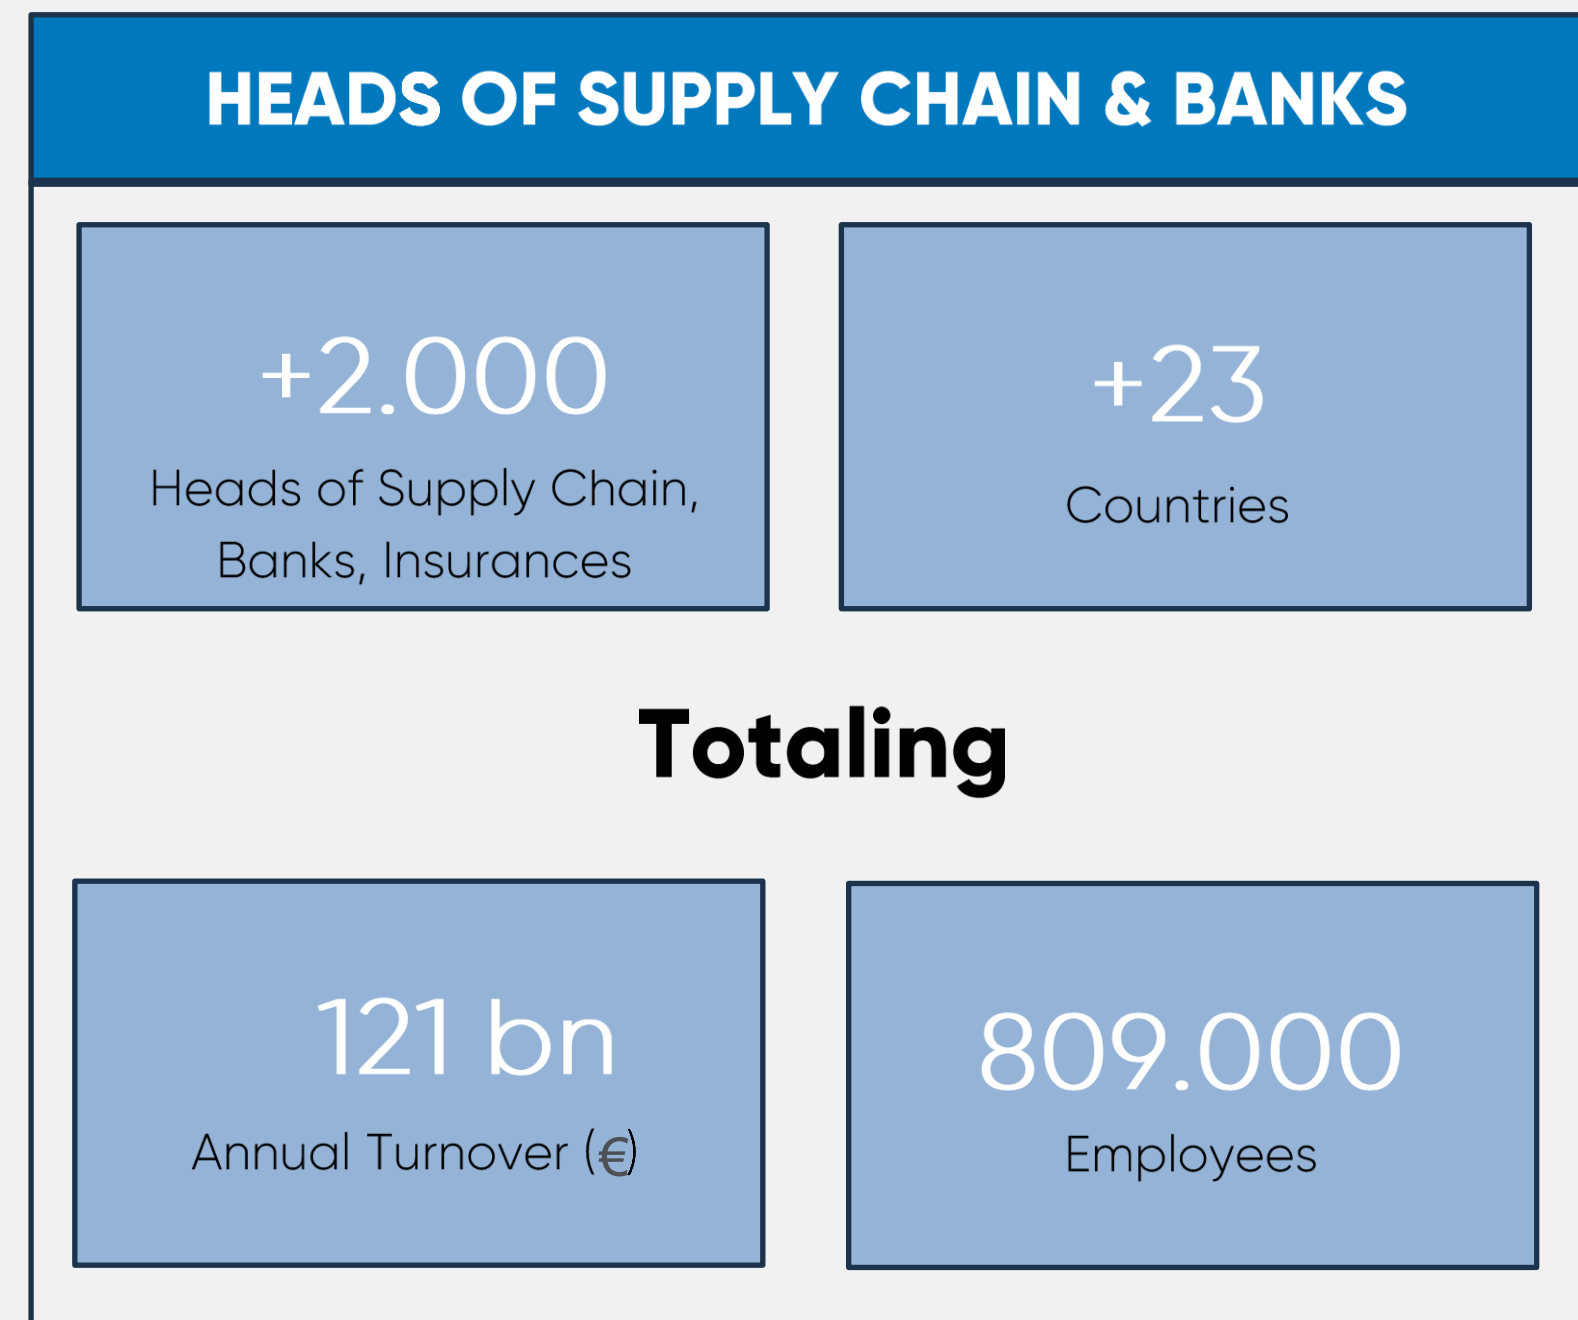 HEADS OF SUPPLY CHAIN & BANKS
+2.000
Heads of Supply Chain,
Banks, Insurances
+23
Countries
Totaling
121 bn
Annual Turnover (€)
809.000
Employees